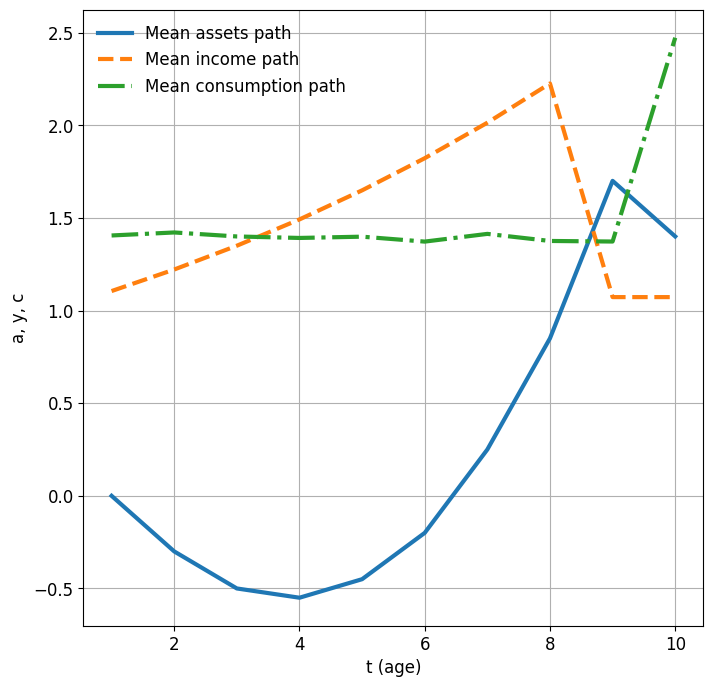 Mean assets path
Mean income path
Mean consumption path
2.5
2.0
1.5
1.0
0.5
0.0
−0.5
a, y, c
2 4 6 8 10
t (age)